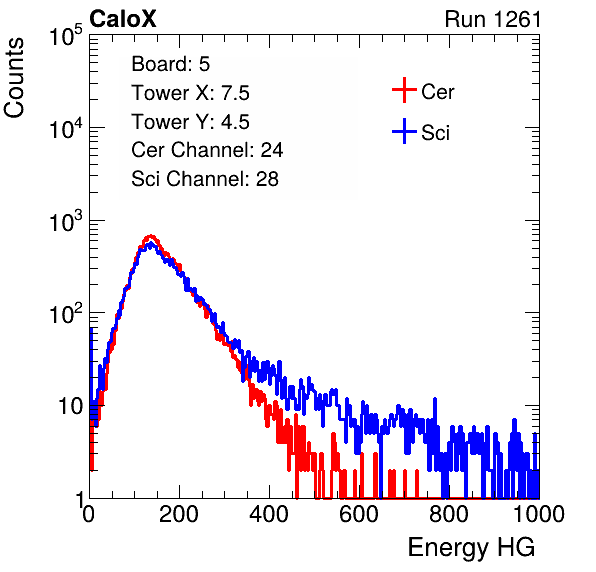 CaloX Run 1261
Counts
10^5
10^4
10^3
10^2
10
1
Board: 5
Tower X: 7.5
Tower Y: 4.5
Cer Channel: 24
Sci Channel: 28
Cer
Sci
0 200 400 600 800 1000
Energy HG